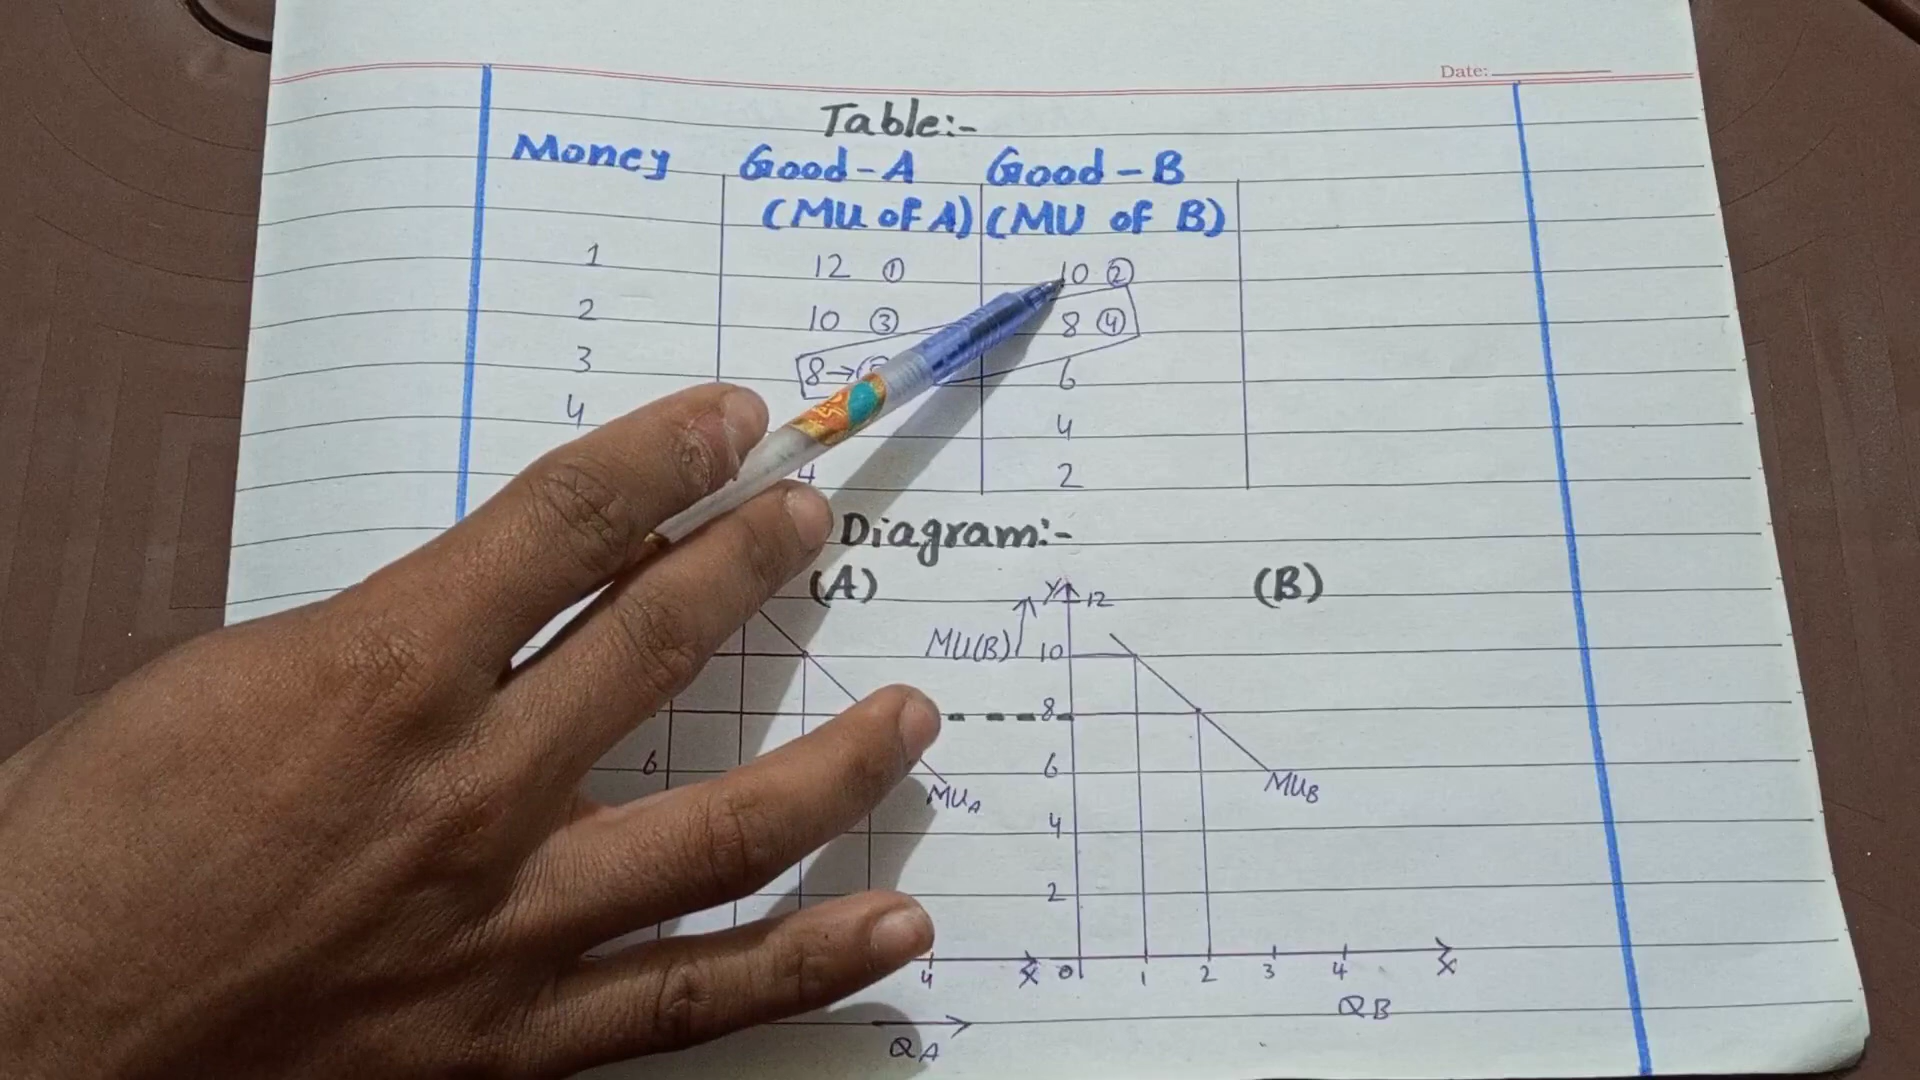 Date:
Table:-
Money Good-A Good-B
(MU of A) (MU of B)
1 12 ① 10 ②
2 10 ③ 8 ④
3 8→ 6
4 4
4 2
Diagram:-
(A) (B)
Y 12
MU(B) 10
8
6 6
MUA MUB
4
2
4 X 0 1 2 3 4 X
QB
QA